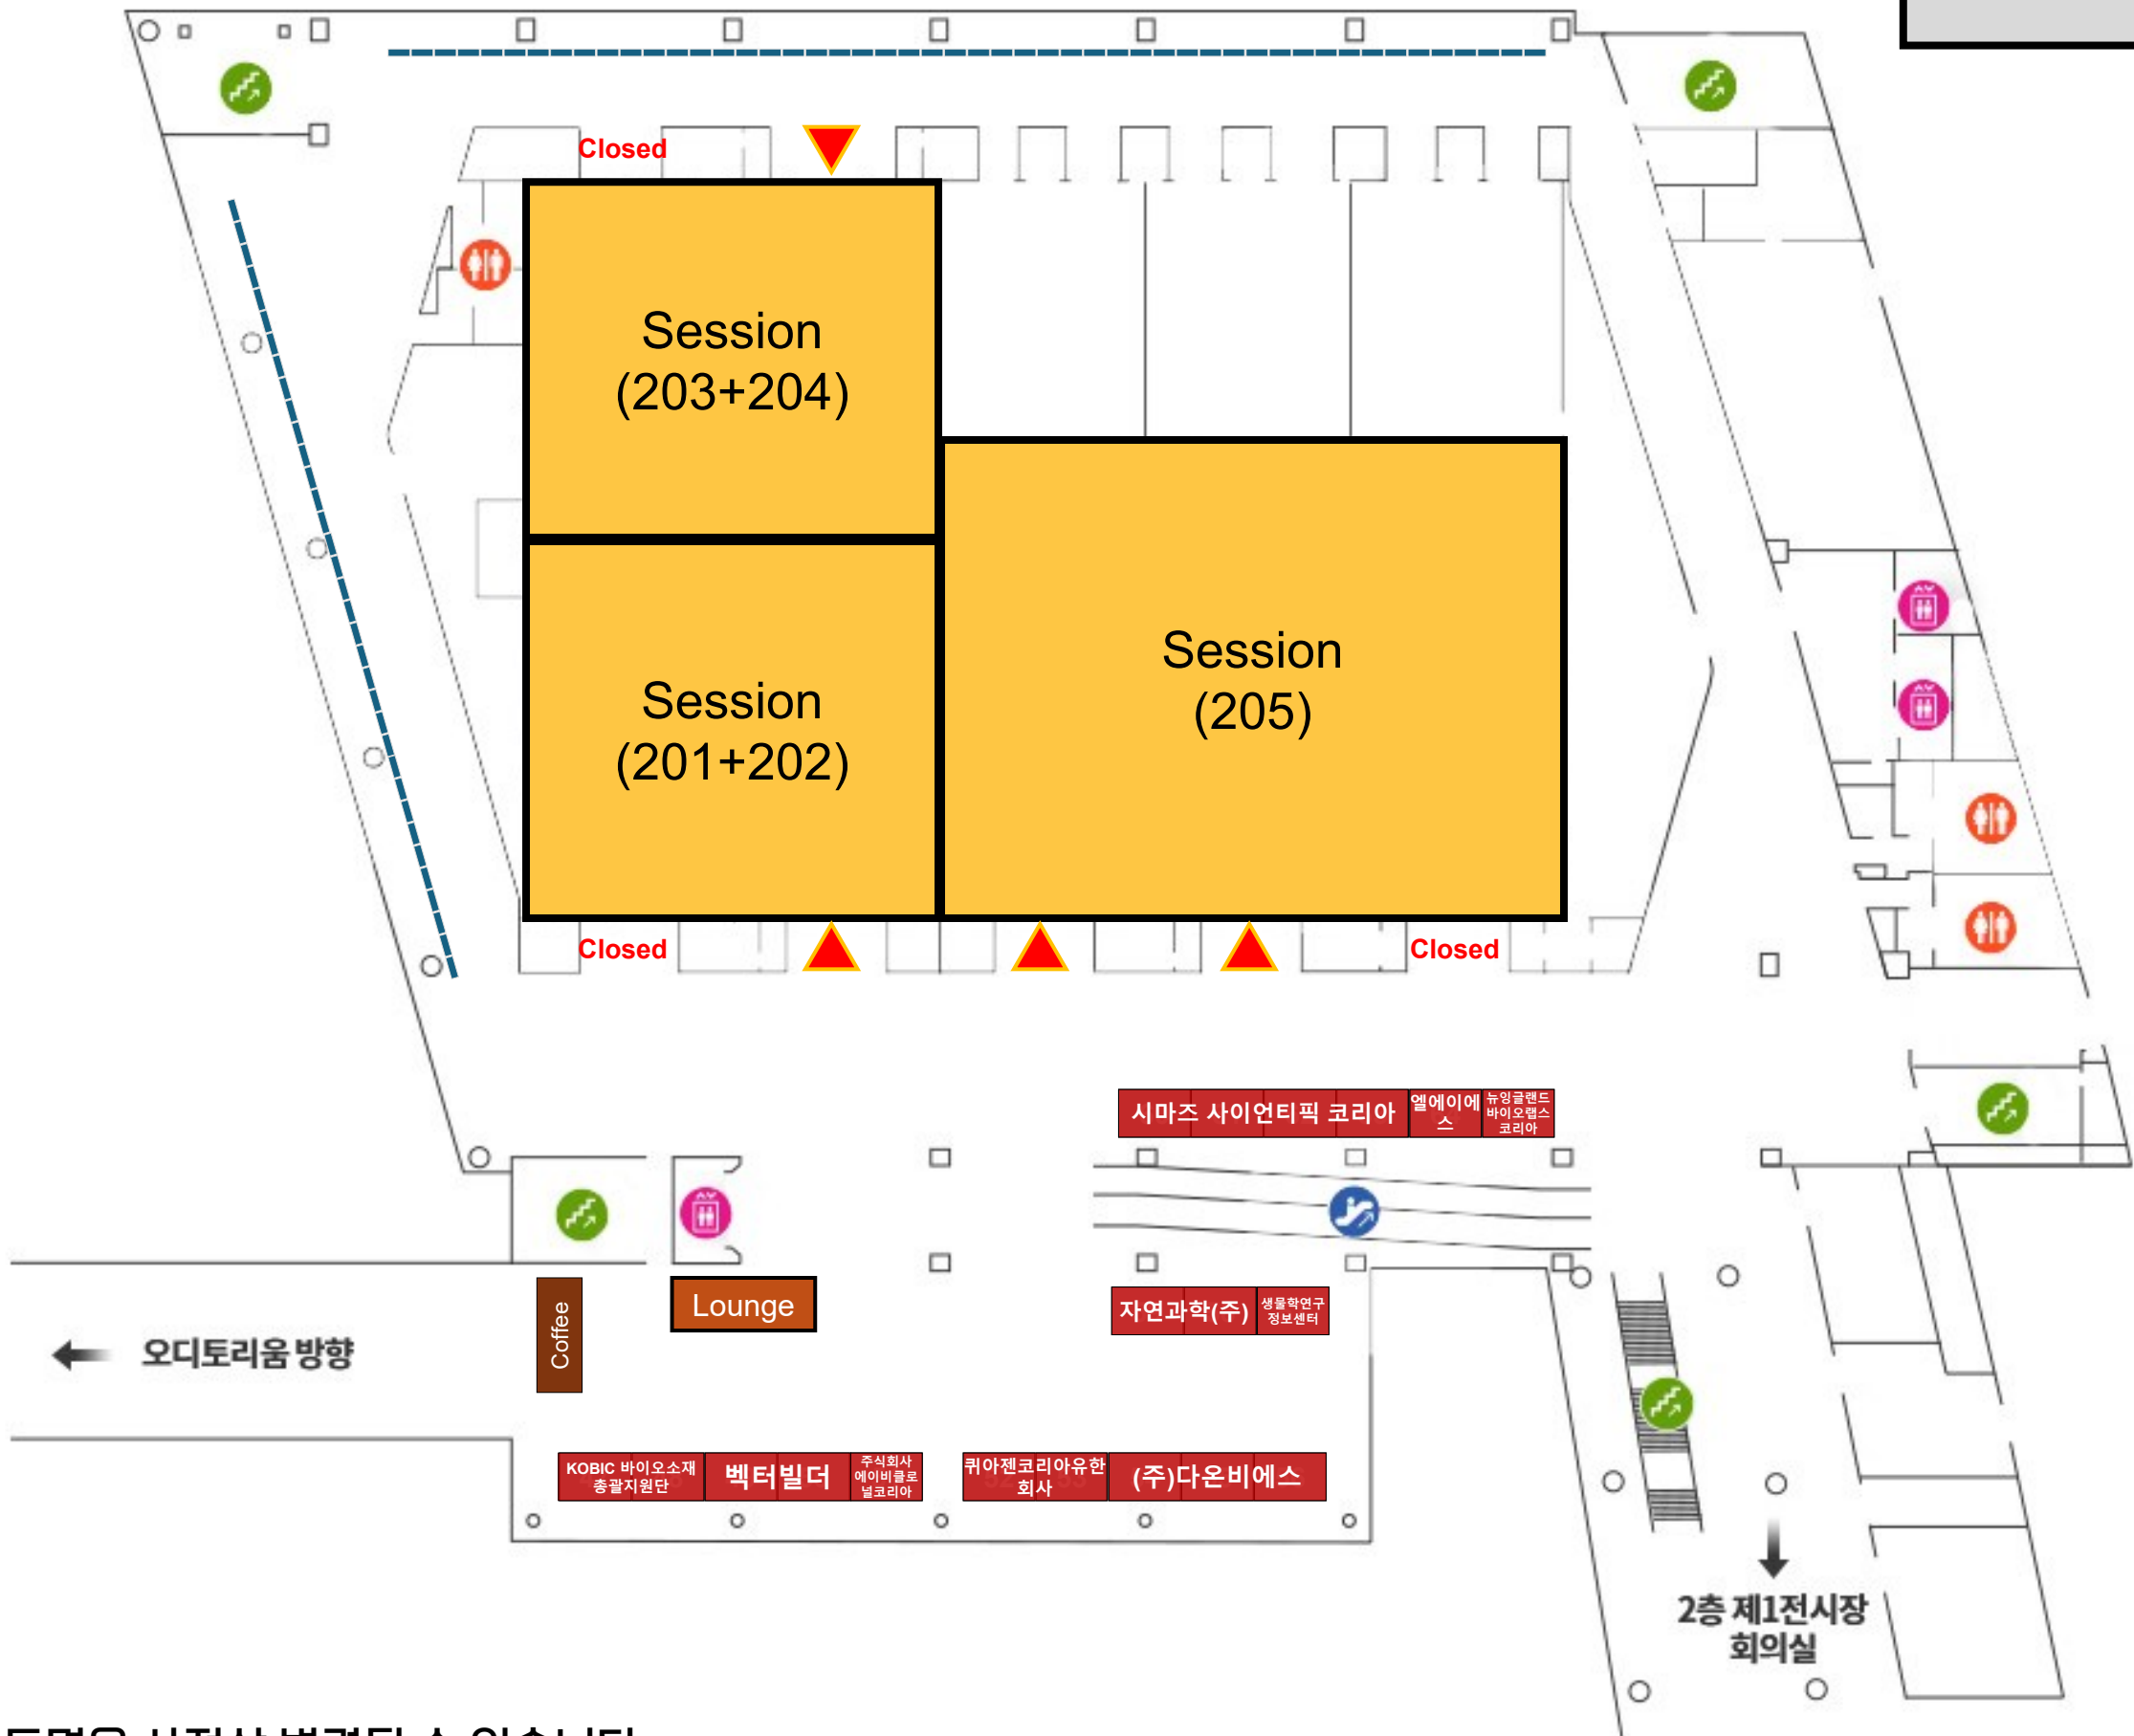 Closed
Session
(203+204)
Session
(201+202)
Session
(205)
Closed
Closed
시마즈 사이언티픽 코리아
엘에이에
스
뉴잉글랜드
바이오랩스
코리아
Lounge
Coffee
자연과학(주)
생물학연구
정보센터
오디토리움 방향
KOBIC 바이오소재
총괄지원단
벡터빌더
주식회사
에이비클로
널코리아
퀴아젠코리아유한
회사
(주)다온비에스
2층 제1전시장
회의실